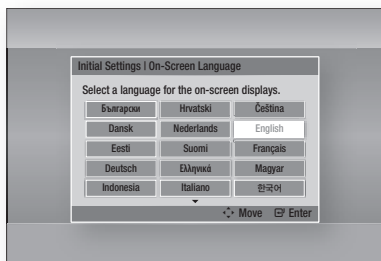 Initial Settings | On-Screen Language
Select a language for the on-screen displays.
Български Hrvatski Čeština
Dansk Nederlands English
Eesti Suomi Français
Deutsch Ελληνικά Magyar
Indonesia Italiano 한국어
Move Enter